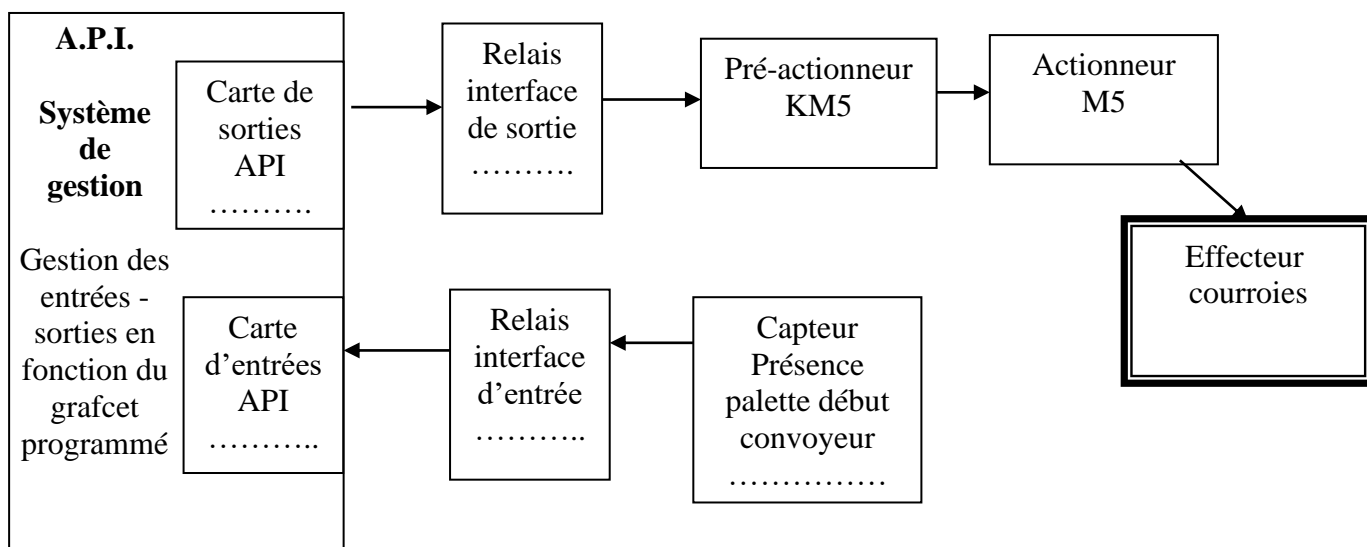 A.P.I.
Système
de
gestion
Gestion des
entrées -
sorties en
fonction du
grafcet
programmé
Carte de
sorties
API
……….
Relais
interface
de sortie
……….
Pré-actionneur
KM5
Actionneur
M5
Effecteur
courroies
Carte
d’entrées
API
………..
Relais
interface
d’entrée
………..
Capteur
Présence
palette début
convoyeur
……………